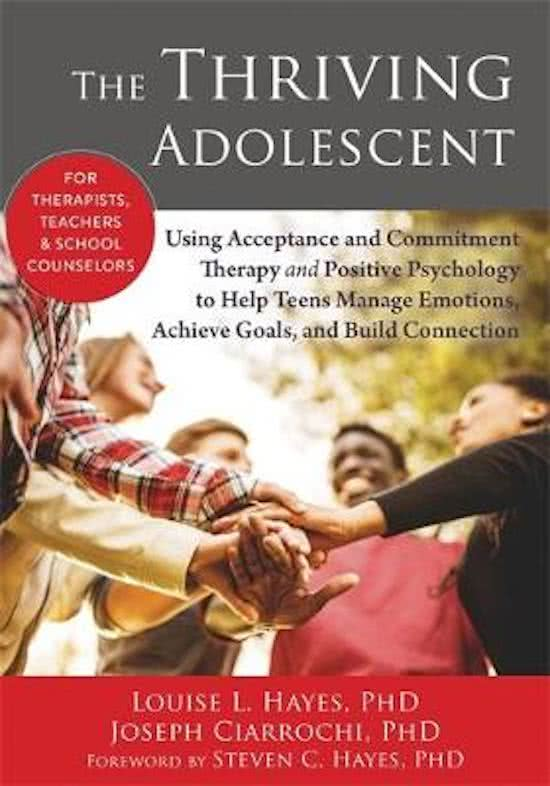 THE THRIVING
ADOLESCENT
FOR
THERAPISTS,
TEACHERS
& SCHOOL
COUNSELORS
Using Acceptance and Commitment
Therapy and Positive Psychology
to Help Teens Manage Emotions,
Achieve Goals, and Build Connection
LOUISE L. HAYES, PHD
JOSEPH CIARROCHI, PHD
FOREWORD BY STEVEN C. HAYES, PHD